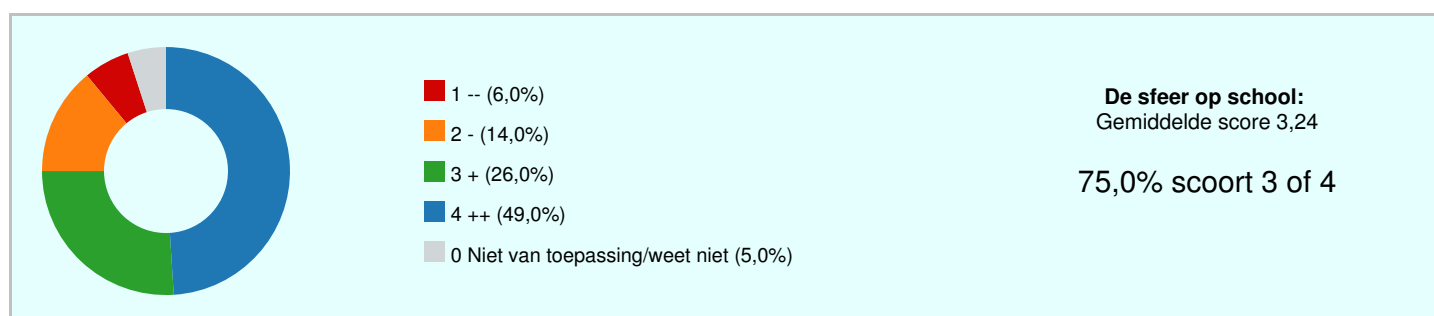 1 -- (6,0%)
2 - (14,0%)
3 + (26,0%)
4 ++ (49,0%)
0 Niet van toepassing/weet niet (5,0%)
De sfeer op school:
Gemiddelde score 3,24
75,0% scoort 3 of 4